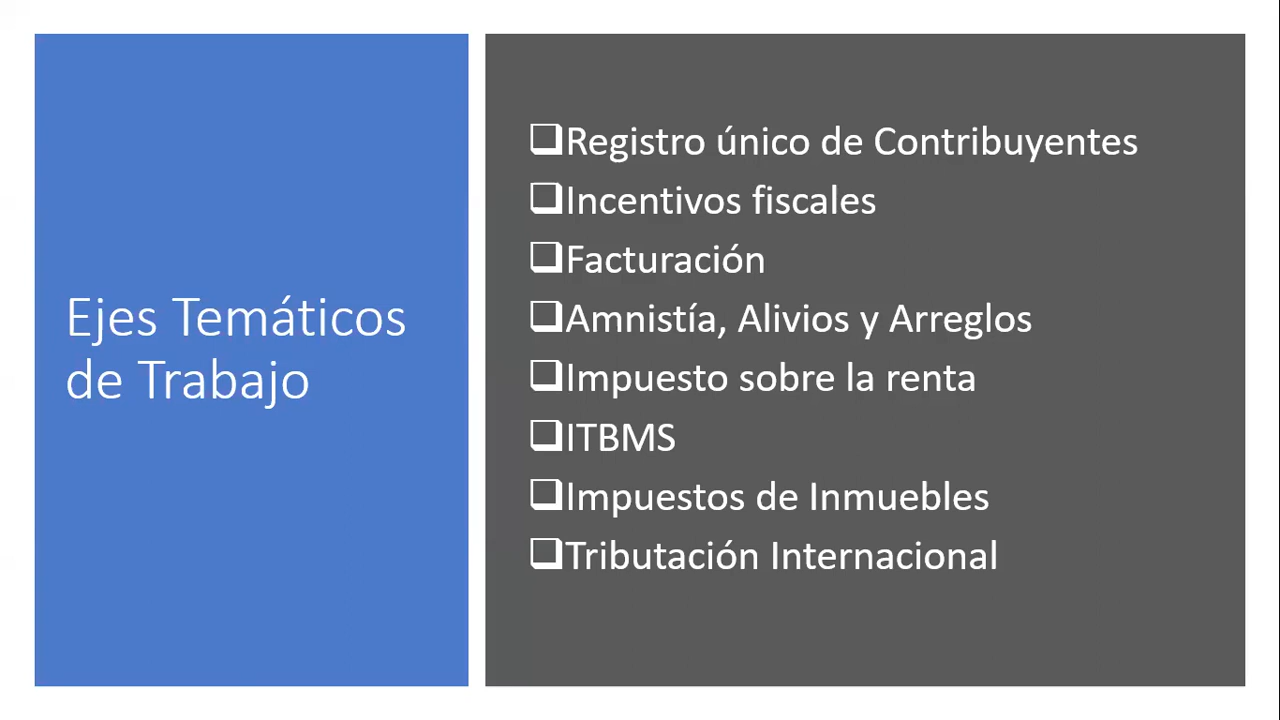 Ejes Temáticos
de Trabajo
❑Registro único de Contribuyentes
❑Incentivos fiscales
❑Facturación
❑Amnistía, Alivios y Arreglos
❑Impuesto sobre la renta
❑ITBMS
❑Impuestos de Inmuebles
❑Tributación Internacional